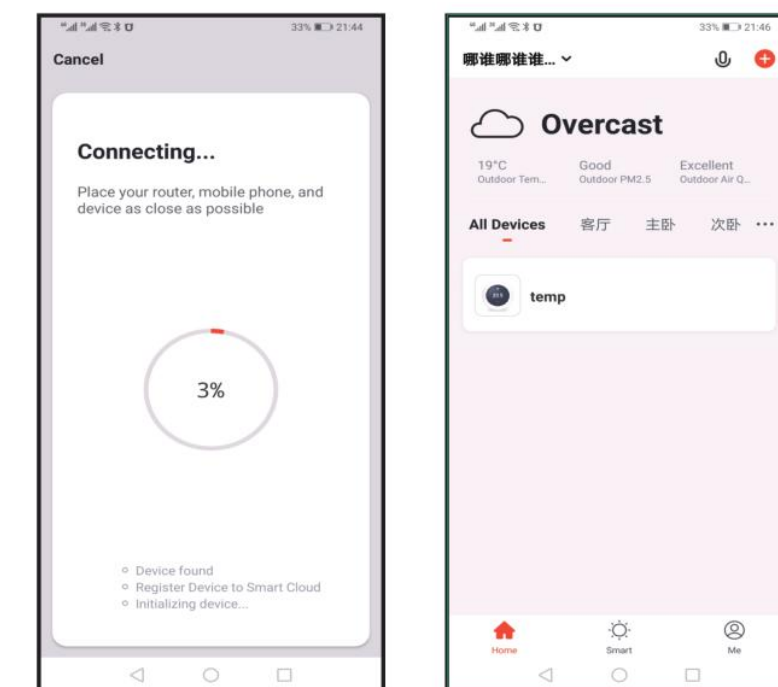 33% 21:44
Cancel
Connecting...
Place your router, mobile phone, and
device as close as possible
3%
Device found
Register Device to Smart Cloud
Initializing device...
33% 21:46
哪谁哪谁谁...
Overcast
19°C Good Excellent
Outdoor Tem... Outdoor PM2.5 Outdoor Air Q...
All Devices 客厅 主卧 次卧 ...
temp
Home Smart Me